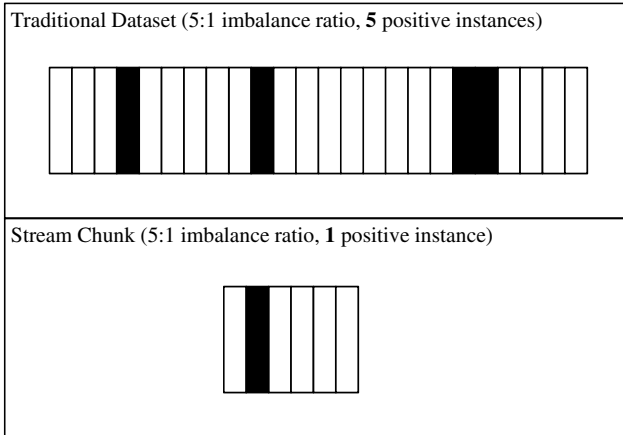 Traditional Dataset (5:1 imbalance ratio, 5 positive instances)
Stream Chunk (5:1 imbalance ratio, 1 positive instance)